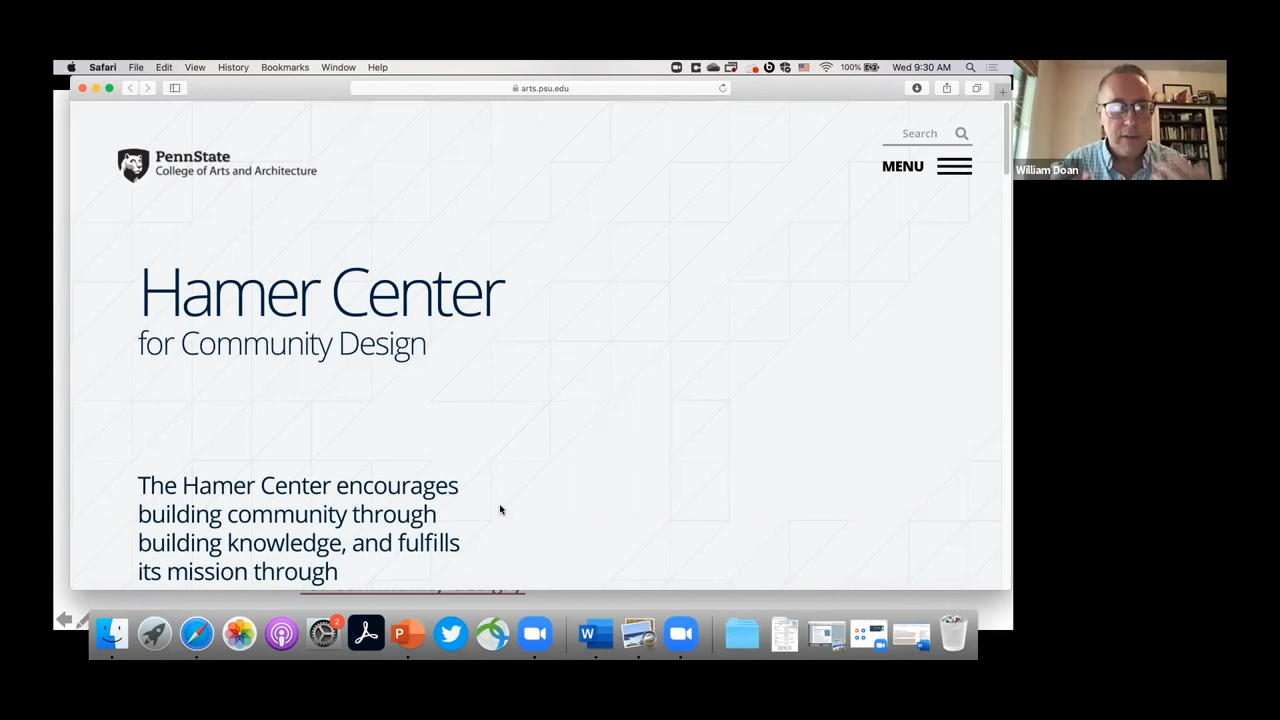 Safari File Edit View History Bookmarks Window Help 100% Wed 9:30 AM
arts.psu.edu
Search
PennState
College of Arts and Architecture
MENU
William Doan
Hamer Center
for Community Design
The Hamer Center encourages
building community through
building knowledge, and fulfills
its mission through
2
P
W
DOCX